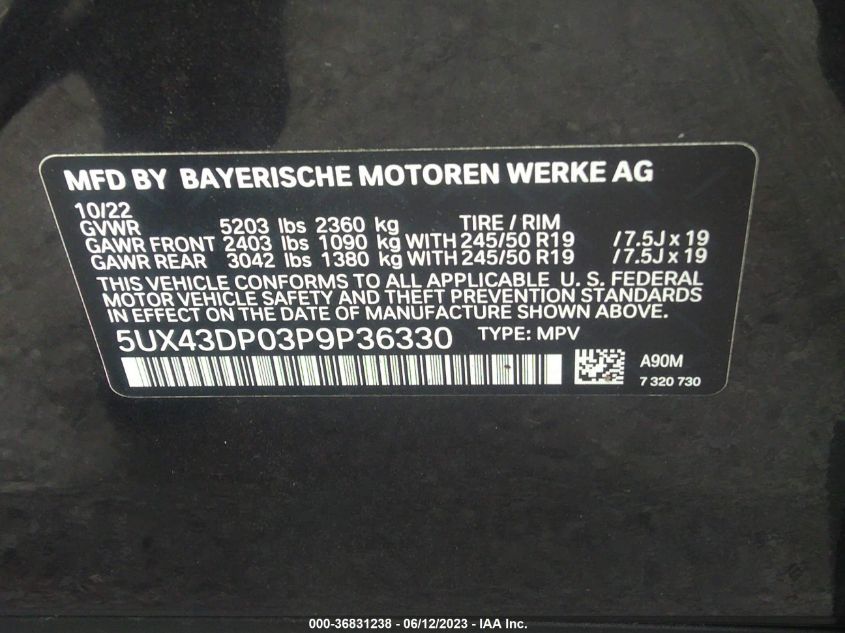 MFD BY BAYERISCHE MOTOREN WERKE AG
10/22
GVWR 5203 lbs 2360 kg TIRE / RIM
GAWR FRONT 2403 lbs 1090 kg WITH 245/50 R19 / 7.5J x 19
GAWR REAR 3042 lbs 1380 kg WITH 245/50 R19 / 7.5J x 19
THIS VEHICLE CONFORMS TO ALL APPLICABLE U. S. FEDERAL
MOTOR VEHICLE SAFETY AND THEFT PREVENTION STANDARDS
IN EFFECT ON THE DATE OF MANUFACTURE SHOWN ABOVE.
5UX43DP03P9P36330 TYPE: MPV
A90M
7 320 730
000-36831238 - 06/12/2023 - IAA Inc.